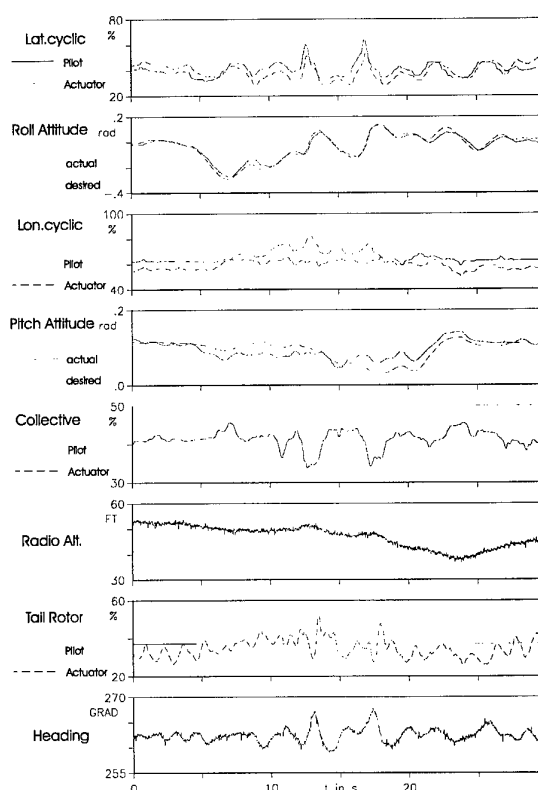 80
Lat.cyclic %
Pilot
Actuator
20
.2
Roll Attitude rad
actual
desired
-.4
100
Lon.cyclic %
Pilot
Actuator
40
.2
Pitch Attitude rad
actual
desired
.0
50
Collective %
Pilot
Actuator
30
60
FT
Radio Alt.
30
60
Tail Rotor %
Pilot
Actuator
20
270
GRAD
Heading
255
0 10 t in s 20